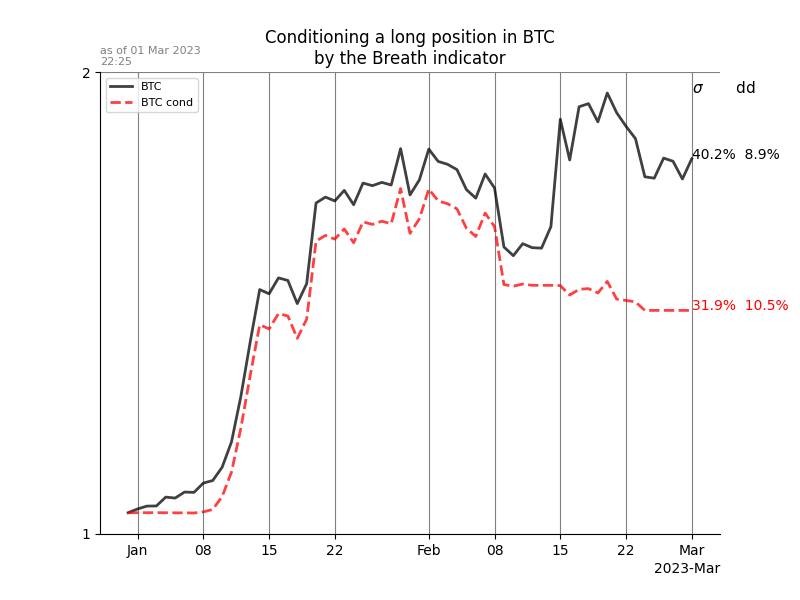 Conditioning a long position in BTC
by the Breath indicator
as of 01 Mar 2023
22:25
2
BTC
BTC cond
σ dd
40.2% 8.9%
31.9% 10.5%
1
Jan 08 15 22 Feb 08 15 22 Mar
2023-Mar